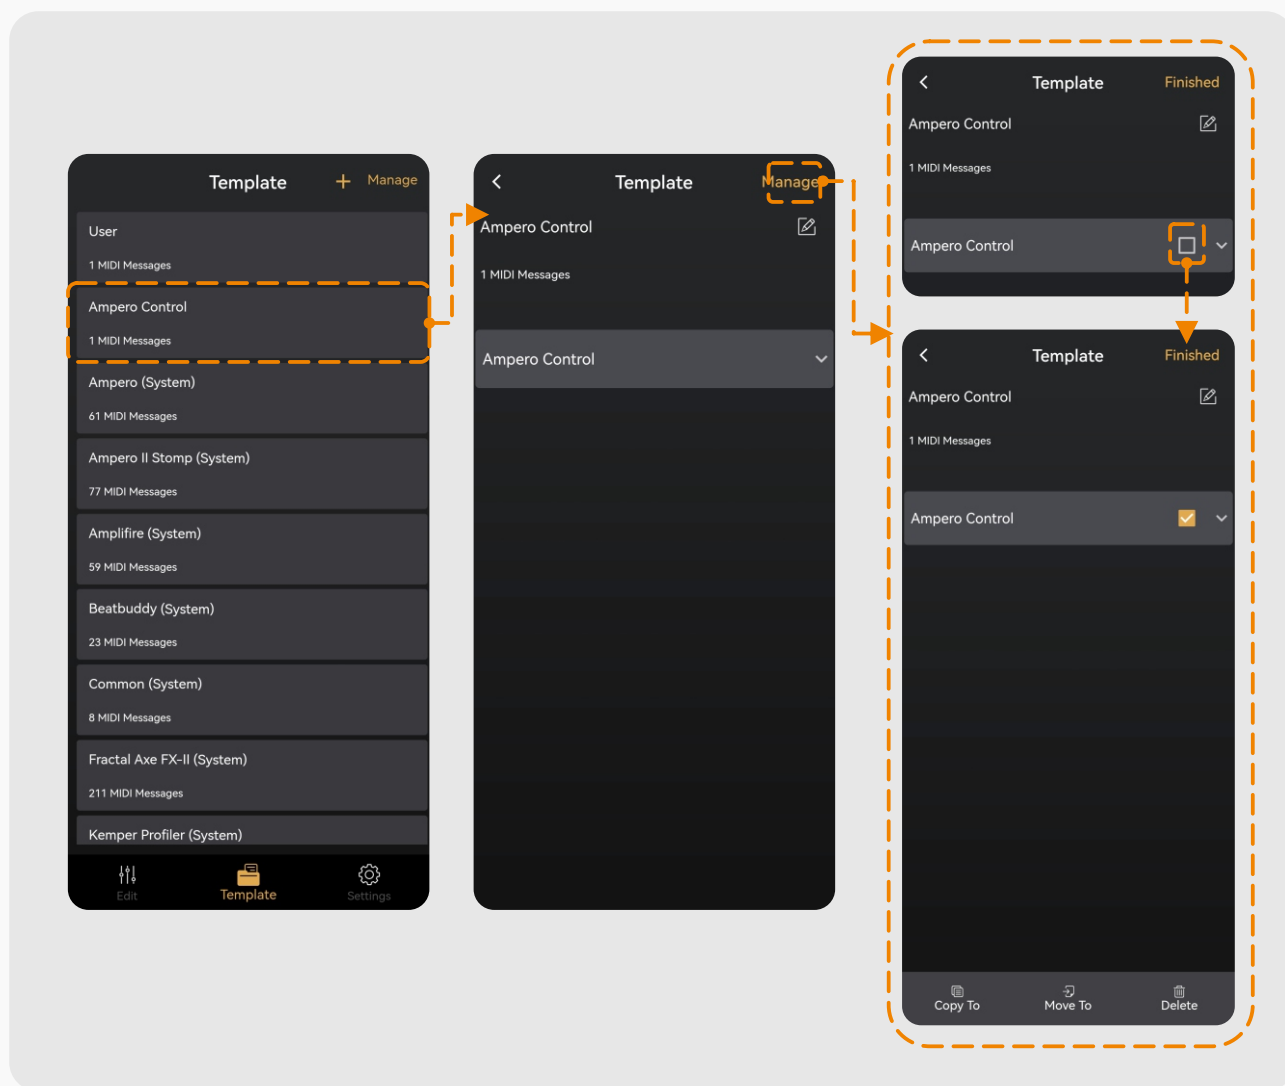 Template
Manage
User
1 MIDI Messages
Ampero Control
1 MIDI Messages
Ampero (System)
61 MIDI Messages
Ampero II Stomp (System)
77 MIDI Messages
Amplifire (System)
59 MIDI Messages
Beatbuddy (System)
23 MIDI Messages
Common (System)
8 MIDI Messages
Fractal Axe FX-II (System)
211 MIDI Messages
Kemper Profiler (System)
Edit
Template
Settings
Template
Manage
Ampero Control
1 MIDI Messages
Ampero Control
Template
Finished
Ampero Control
1 MIDI Messages
Ampero Control
Template
Finished
Ampero Control
1 MIDI Messages
Ampero Control
Copy To
Move To
Delete